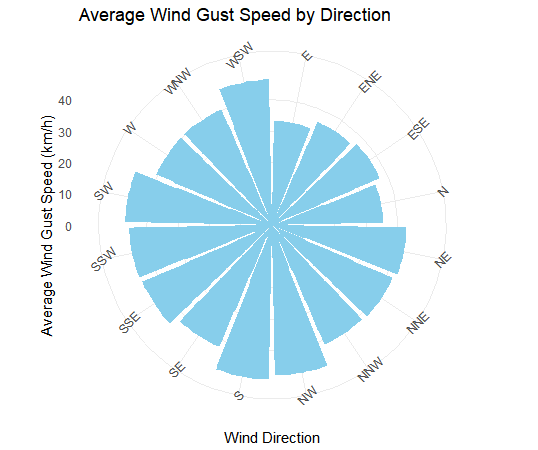 Average Wind Gust Speed by Direction
WSW
E
WNW
ENE
W
ESE
SW
N
SSW
NE
SSE
NNE
SE
NNW
S
NW
40
30
20
10
0
Average Wind Gust Speed (km/h)
Wind Direction